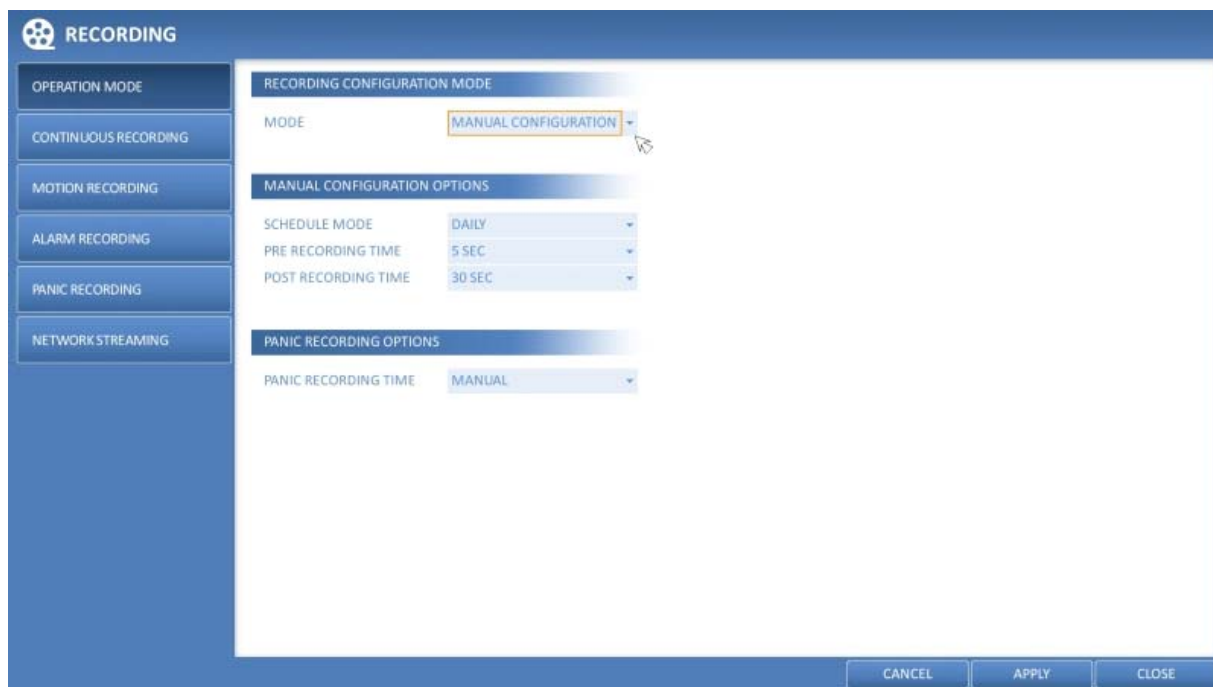 RECORDING
OPERATION MODE
CONTINUOUS RECORDING
MOTION RECORDING
ALARM RECORDING
PANIC RECORDING
NETWORK STREAMING
RECORDING CONFIGURATION MODE
MODE MANUAL CONFIGURATION
MANUAL CONFIGURATION OPTIONS
SCHEDULE MODE DAILY
PRE RECORDING TIME 5 SEC
POST RECORDING TIME 30 SEC
PANIC RECORDING OPTIONS
PANIC RECORDING TIME MANUAL
CANCEL APPLY CLOSE